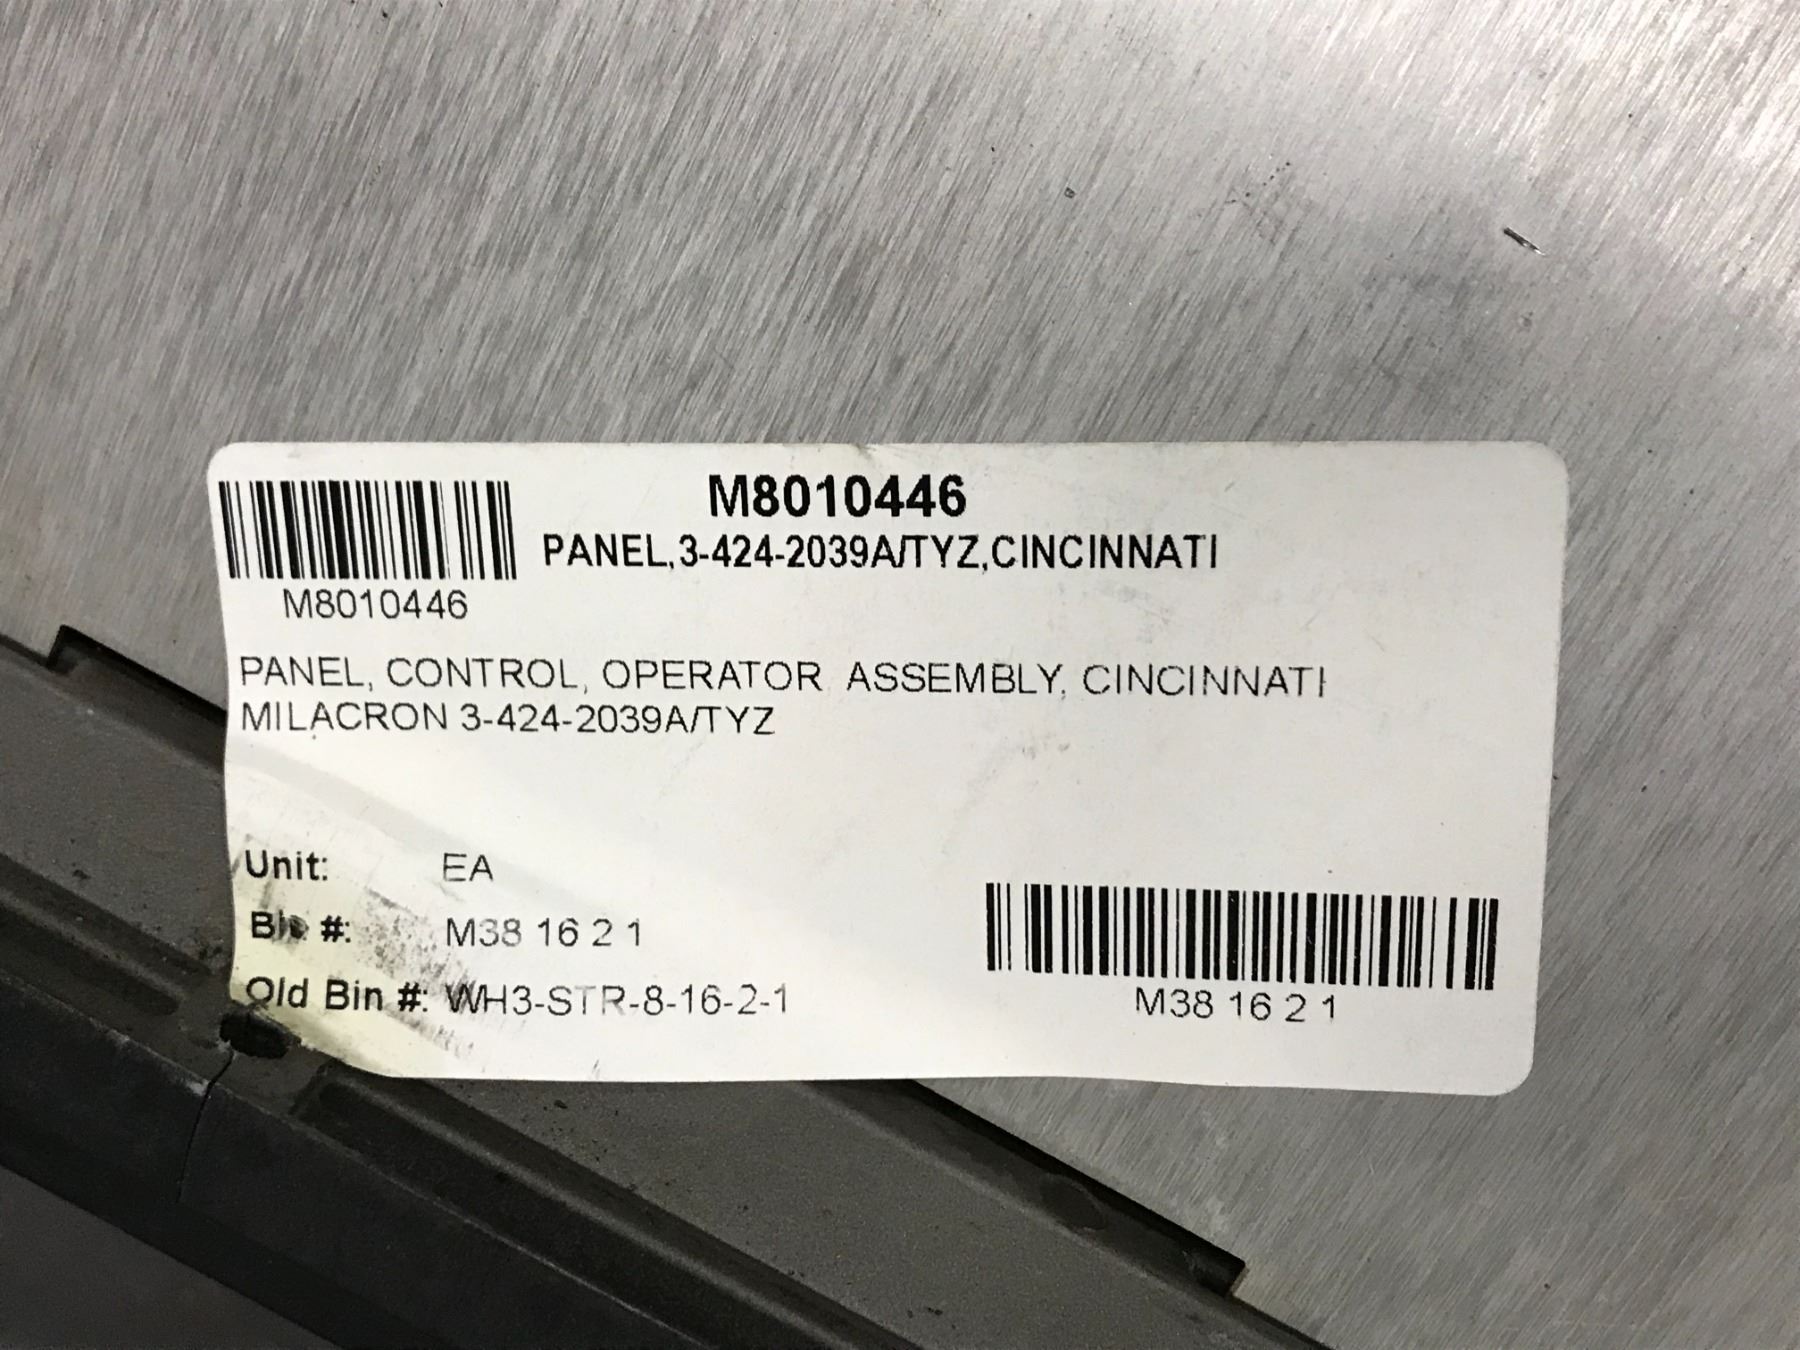 M8010446
PANEL,3-424-2039A/TYZ,CINCINNATI
M8010446
PANEL, CONTROL, OPERATOR ASSEMBLY, CINCINNATI
MILACRON 3-424-2039A/TYZ
Unit: EA
Bin #: M38 16 2 1
Old Bin #: WH3-STR-8-16-2-1
M38 16 2 1